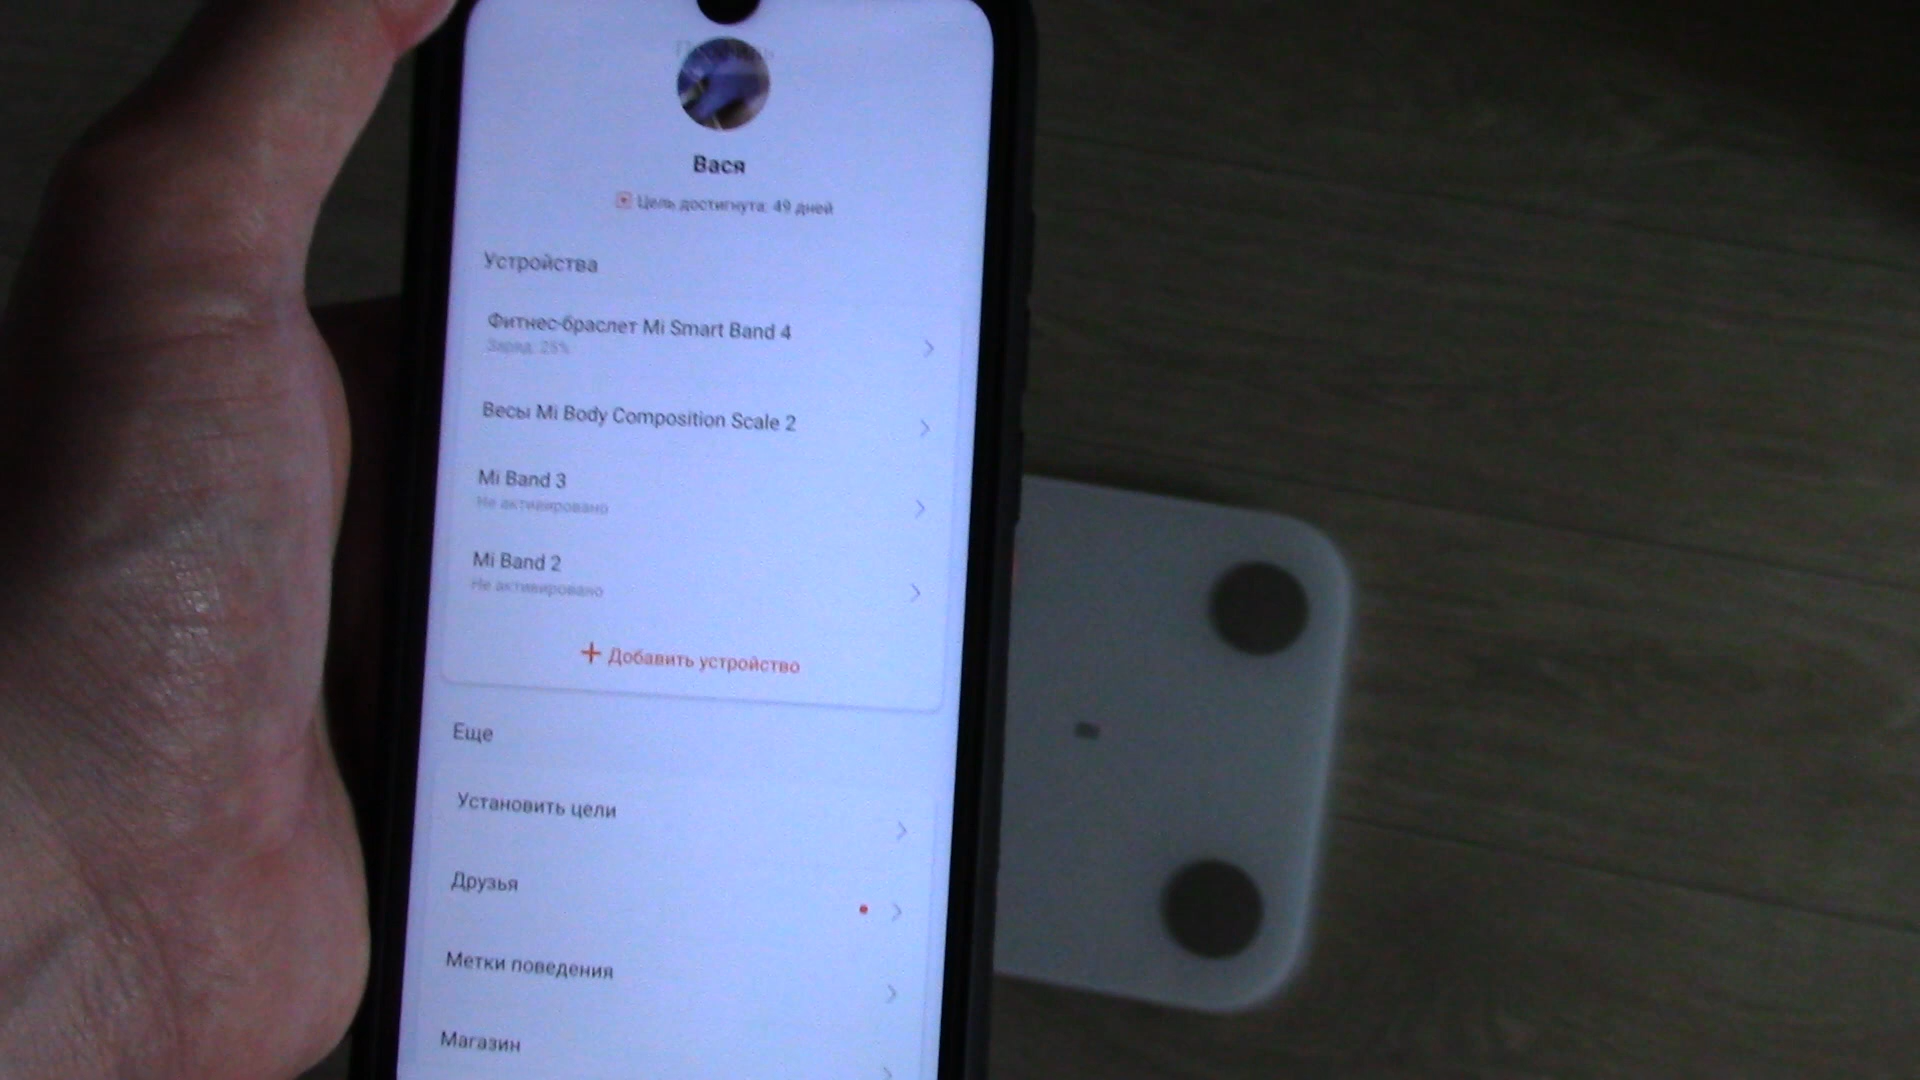 Вася
Цель достигнута: 49 дней
Устройства
Фитнес-браслет Mi Smart Band 4
Заряд: 25%
Весы Mi Body Composition Scale 2
Mi Band 3
Не активировано
Mi Band 2
Не активировано
+ Добавить устройство
Еще
Установить цели
Друзья
Метки поведения
Магазин